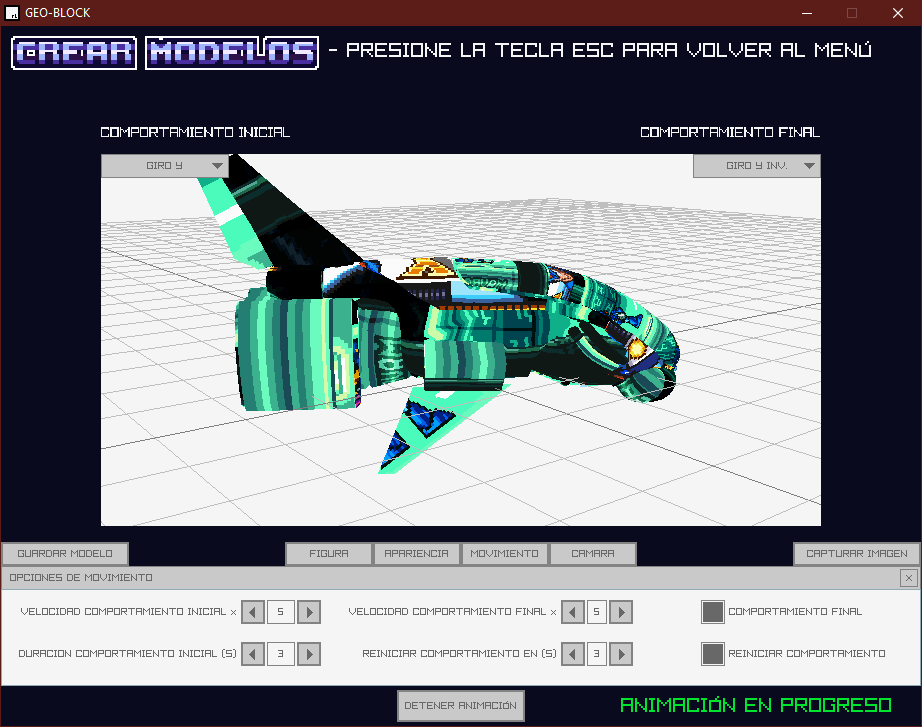 GEO-BLOCK
CREAR MODELOS - PRESIONE LA TECLA ESC PARA VOLVER AL MENÚ
COMPORTAMIENTO INICIAL COMPORTAMIENTO FINAL
GIRO Y GIRO Y INV.
GUARDAR MODELO FIGURA APARIENCIA MOVIMIENTO CAMARA CAPTURAR IMAGEN
OPCIONES DE MOVIMIENTO
VELOCIDAD COMPORTAMIENTO INICIAL x 5 VELOCIDAD COMPORTAMIENTO FINAL x 5 COMPORTAMIENTO FINAL
DURACION COMPORTAMIENTO INICIAL (S) 3 REINICIAR COMPORTAMIENTO EN (S) 3 REINICIAR COMPORTAMIENTO
DETENER ANIMACIÓN ANIMACIÓN EN PROGRESO